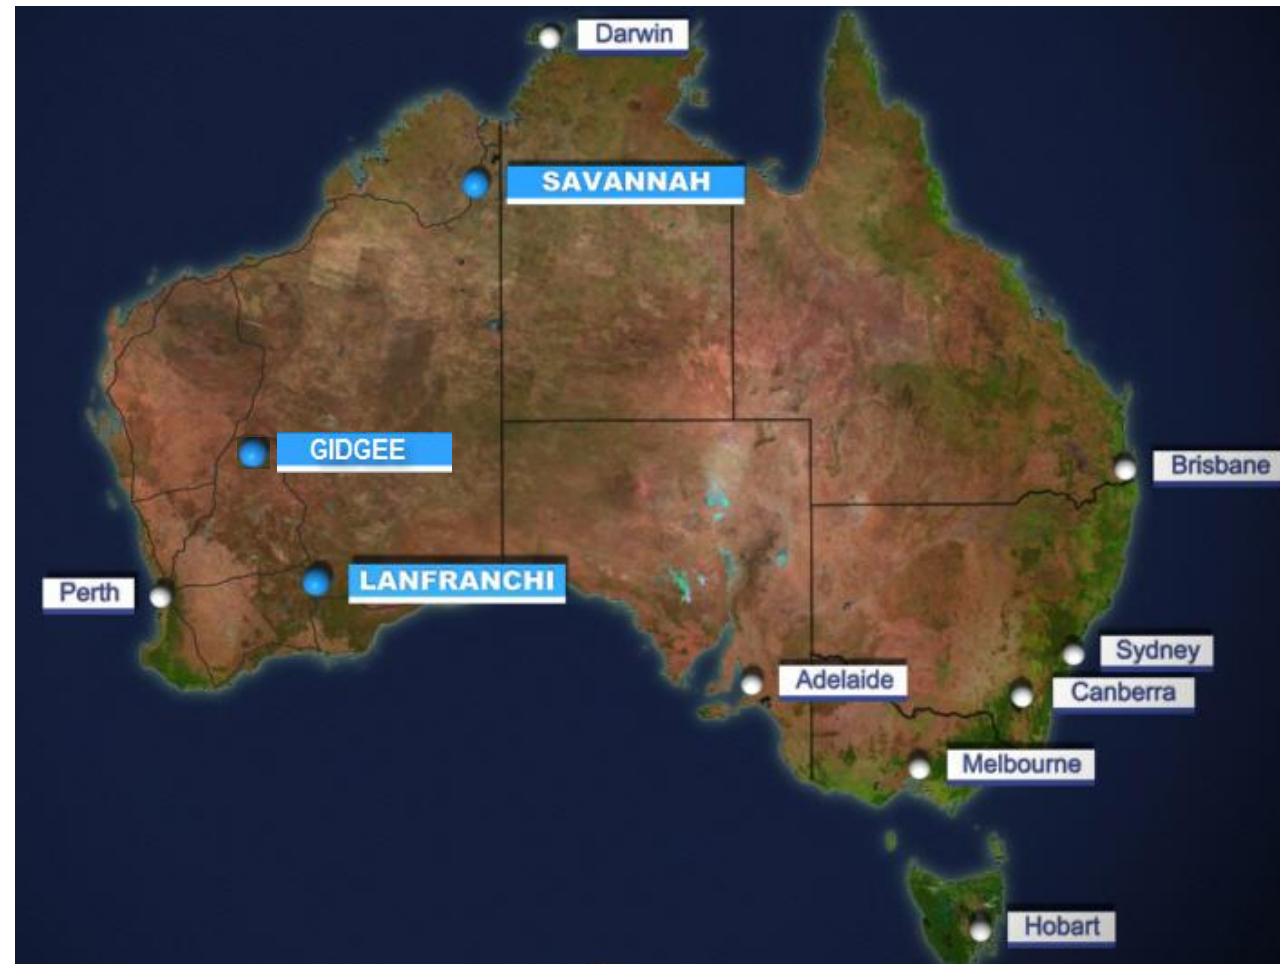 Darwin
SAVANNAH
GIDGEE
Brisbane
LANFRANCHI
Perth
Sydney
Adelaide
Canberra
Melbourne
Hobart